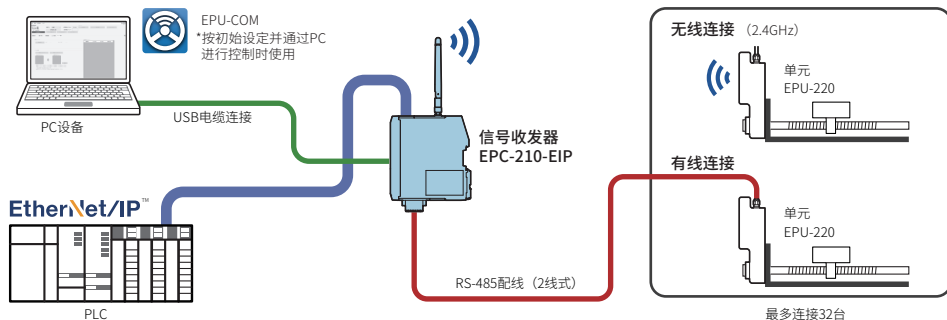 EPU-COM
*按初始设定并通过PC
进行控制时使用
PC设备
USB电缆连接
EtherNet/IP™
PLC
信号收发器
EPC-210-EIP
RS-485配线（2线式）
无线连接（2.4GHz）
单元
EPU-220
有线连接
单元
EPU-220
最多连接32台